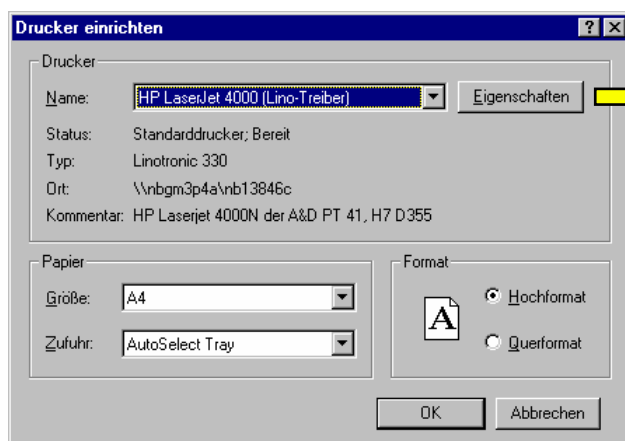 Drucker einrichten
Drucker
Name: HP LaserJet 4000 (Lino-Treiber) Eigenschaften
Status: Standarddrucker; Bereit
Typ: Linotronic 330
Ort: \\nbgm3p4a\nb13846c
Kommentar: HP Laserjet 4000N der A&D PT 41, H7 D355
Papier
Größe: A4
Zufuhr: AutoSelect Tray
Format
A
Hochformat
Querformat
OK Abbrechen